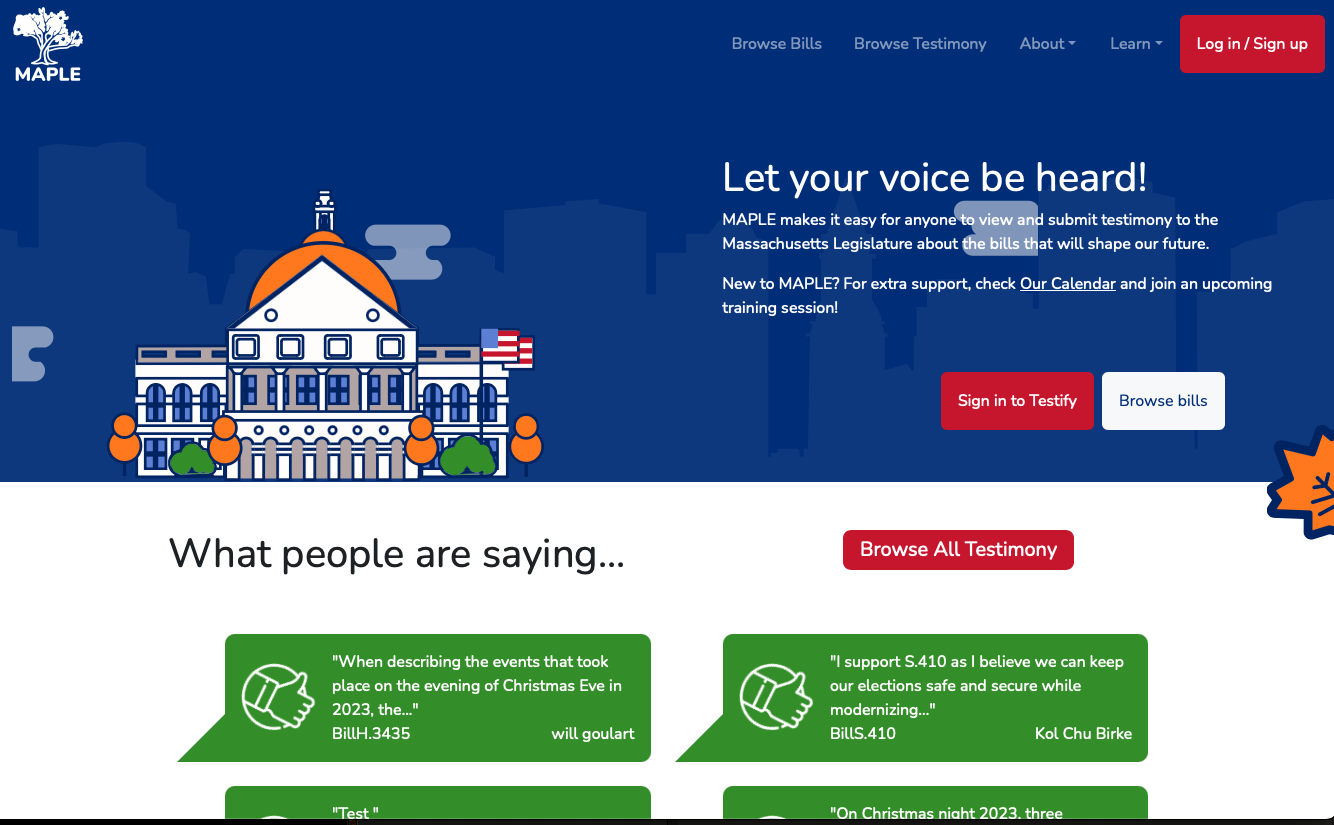 MAPLE
Browse Bills
Browse Testimony
About
Learn
Log in / Sign up
Let your voice be heard!
MAPLE makes it easy for anyone to view and submit testimony to the
Massachusetts Legislature about the bills that will shape our future.
New to MAPLE? For extra support, check Our Calendar and join an upcoming
training session!
Sign in to Testify
Browse bills
What people are saying...
Browse All Testimony
"When describing the events that took
place on the evening of Christmas Eve in
2023, the..."
BillH.3435
will goulart
"I support S.410 as I believe we can keep
our elections safe and secure while
modernizing..."
BillS.410
Kol Chu Birke
"Test "
"On Christmas night 2023, three